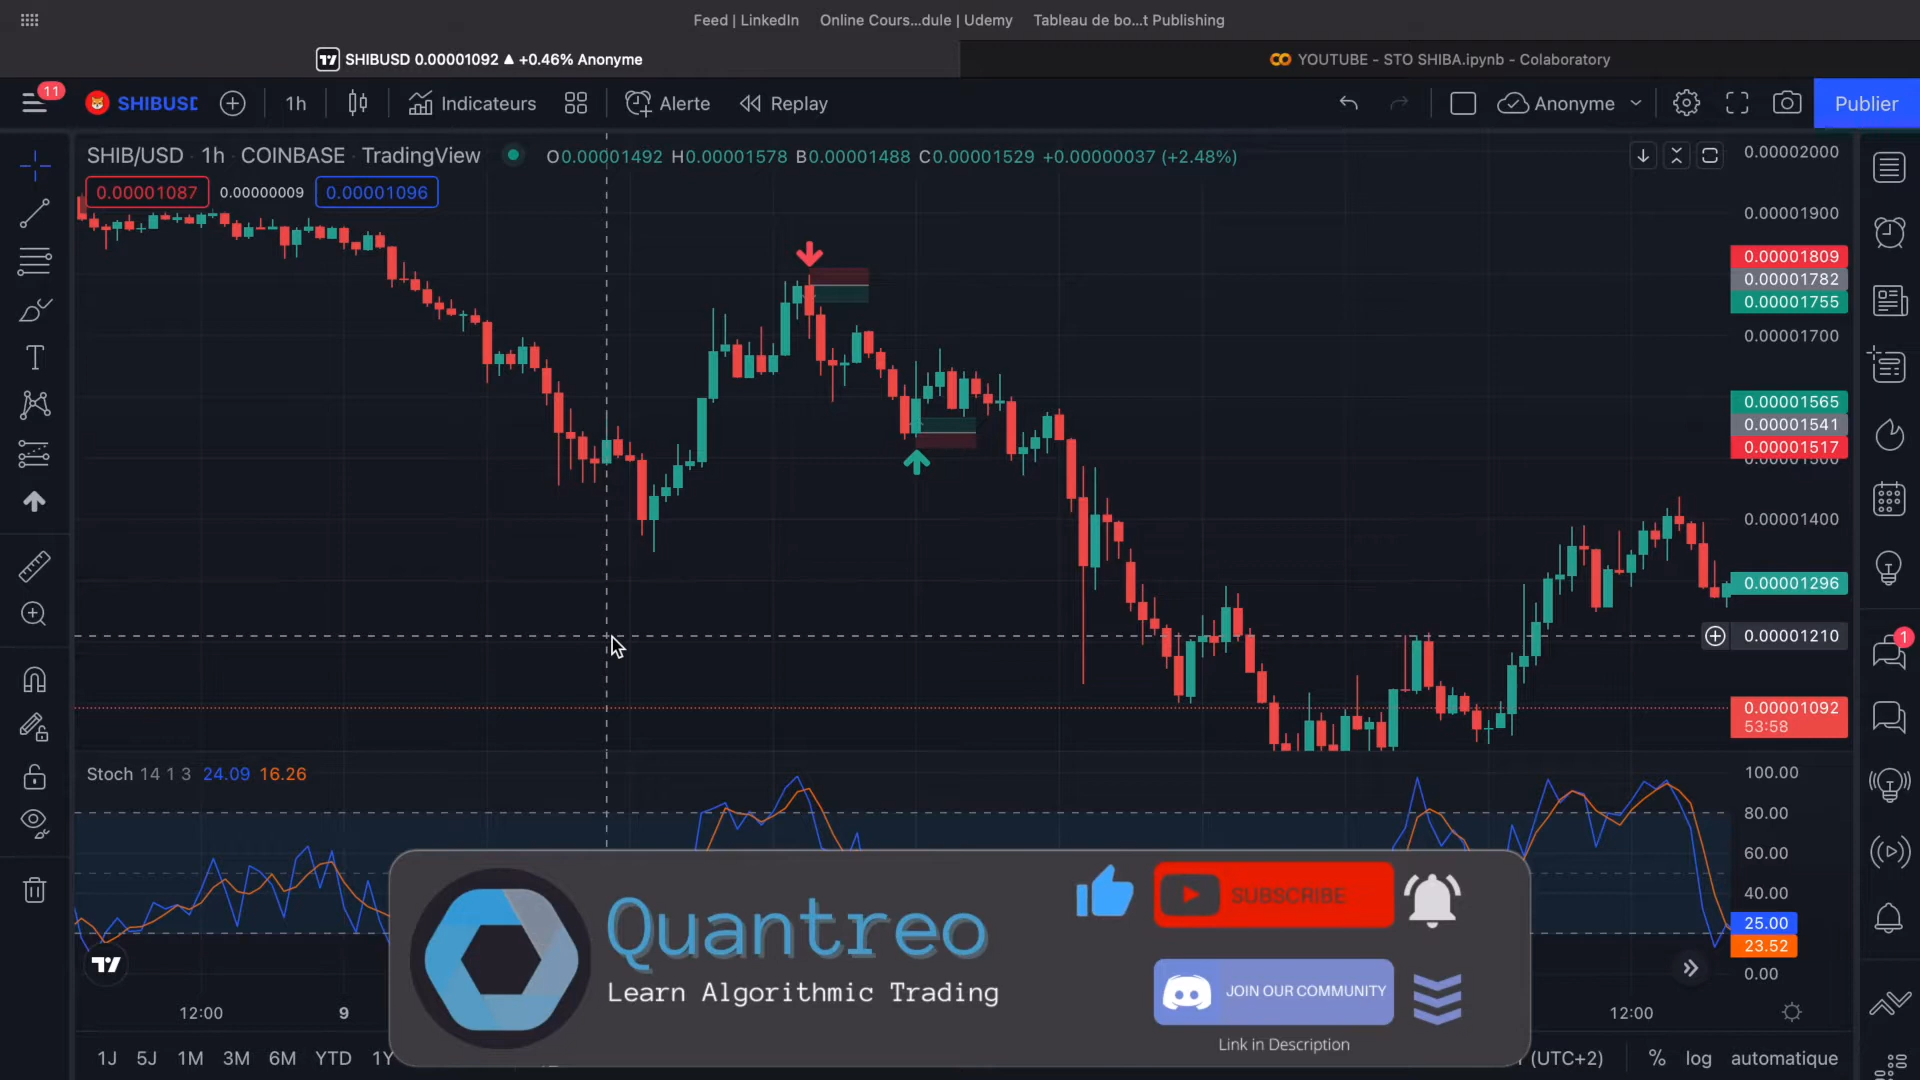 Feed | LinkedIn Online Cours...dule | Udemy Tableau de bo...t Publishing
SHIBUSD 0.00001092 ▲ +0.46% Anonyme
YOUTUBE - STO SHIBA.ipynb - Colaboratory
11
SHIBUSD 1h Indicateurs Alerte Replay Anonyme Publier
SHIB/USD 1h COINBASE TradingView O0.00001492 H0.00001578 B0.00001488 C0.00001529 +0.00000037 (+2.48%)
0.00001087 0.00000009 0.00001096
0.00002000
0.00001900
0.00001809
0.00001782
0.00001755
0.00001700
0.00001565
0.00001541
0.00001517
0.00001500
0.00001400
0.00001296
0.00001210
1
0.00001092
53:58
Stoch 14 1 3 24.09 16.26
100.00
80.00
60.00
40.00
25.00
23.52
0.00
Quantreo
Learn Algorithmic Trading
SUBSCRIBE
JOIN OUR COMMUNITY
Link in Description
12:00 9 12:00
1J 5J 1M 3M 6M YTD 1Y (UTC+2) % log automatique